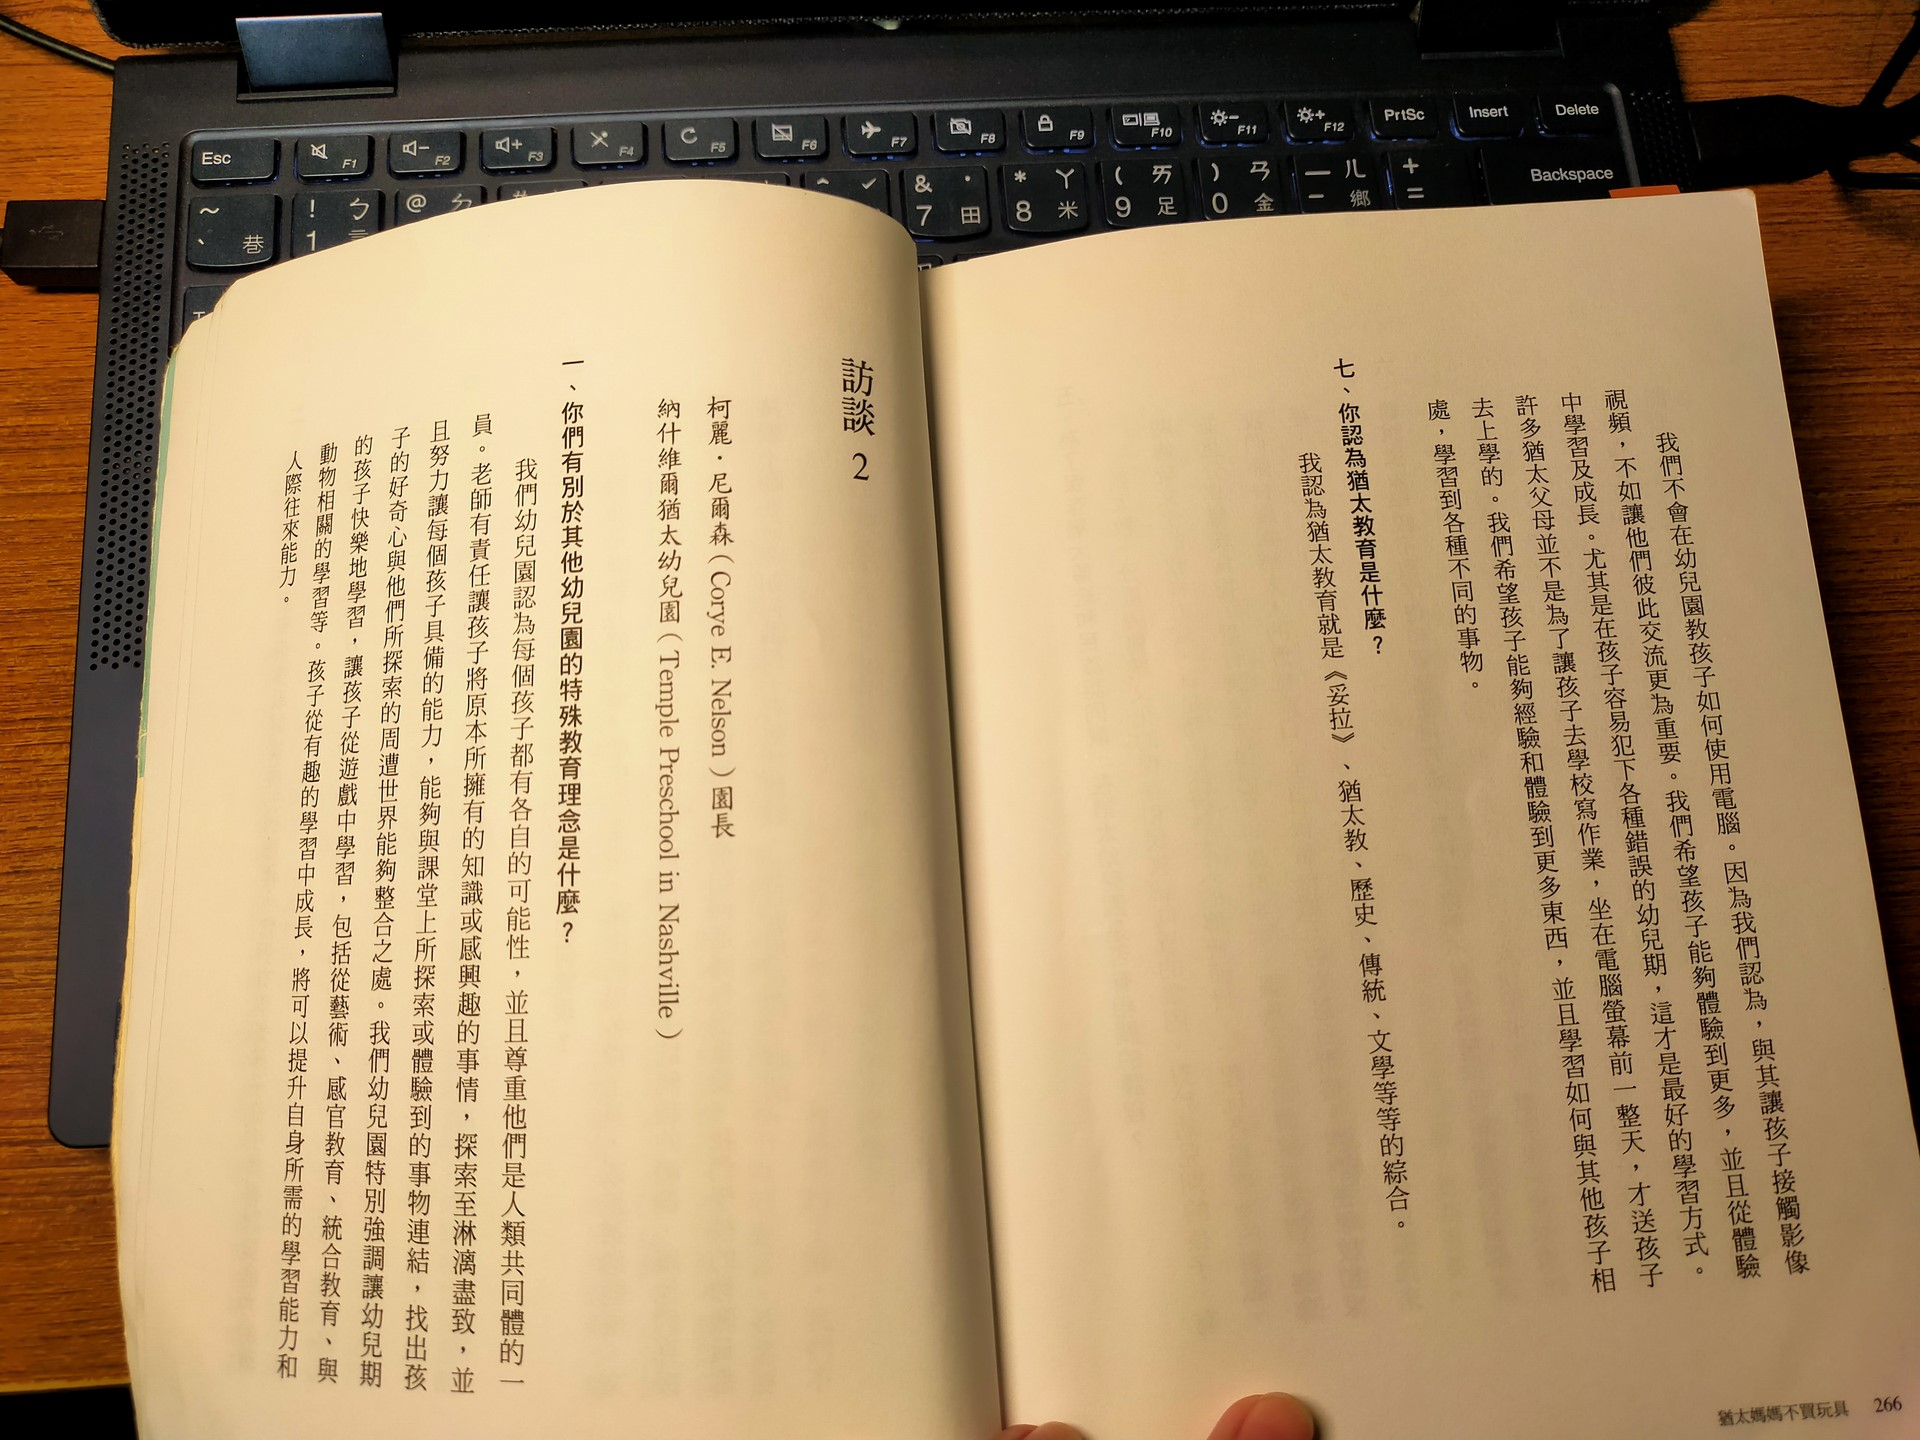 Esc
F1
F2
F3
F4
F5
F6
F7
F8
F9
F10
F11
F12
PrtSc
Insert
Delete
~
、 巷
! ㄅ
1 言
@ ㄉ
& ˙
7 田
* ㄚ
8 米
( ㄞ
9 足
) ㄢ
0 金
— ㄦ
- 鄉
+
=
Backspace
我們不會在幼兒園教孩子如何使用電腦。因為我們認為，與其讓孩子接觸影像
視頻，不如讓他們彼此交流更為重要。我們希望孩子能夠體驗到更多，並且從體驗
中學習及成長。尤其是在孩子容易犯下各種錯誤的幼兒期，這才是最好的學習方式。
許多猶太父母並不是為了讓孩子去學校寫作業，坐在電腦螢幕前一整天，才送孩子
去上學的。我們希望孩子能夠經驗和體驗到更多東西，並且學習如何與其他孩子相
處，學習到各種不同的事物。
七、你認為猶太教育是什麼？
我認為猶太教育就是《妥拉》、猶太教、歷史、傳統、文學等等的綜合。
猶太媽媽不買玩具 266
訪談 2
柯麗・尼爾森（Corye E. Nelson）園長
納什維爾猶太幼兒園（Temple Preschool in Nashville）
一、你們有別於其他幼兒園的特殊教育理念是什麼？
我們幼兒園認為每個孩子都有各自的可能性，並且尊重他們是人類共同體的一
員。老師有責任讓孩子將原本所擁有的知識或感興趣的事情，探索至淋漓盡致，並
且努力讓每個孩子具備的能力，能夠與課堂上所探索或體驗到的事物連結，找出孩
子的好奇心與他們所探索的周遭世界能夠整合之處。我們幼兒園特別強調讓幼兒期
的孩子快樂地學習，讓孩子從遊戲中學習，包括從藝術、感官教育、統合教育、與
動物相關的學習等。孩子從有趣的學習中成長，將可以提升自身所需的學習能力和
人際往來能力。